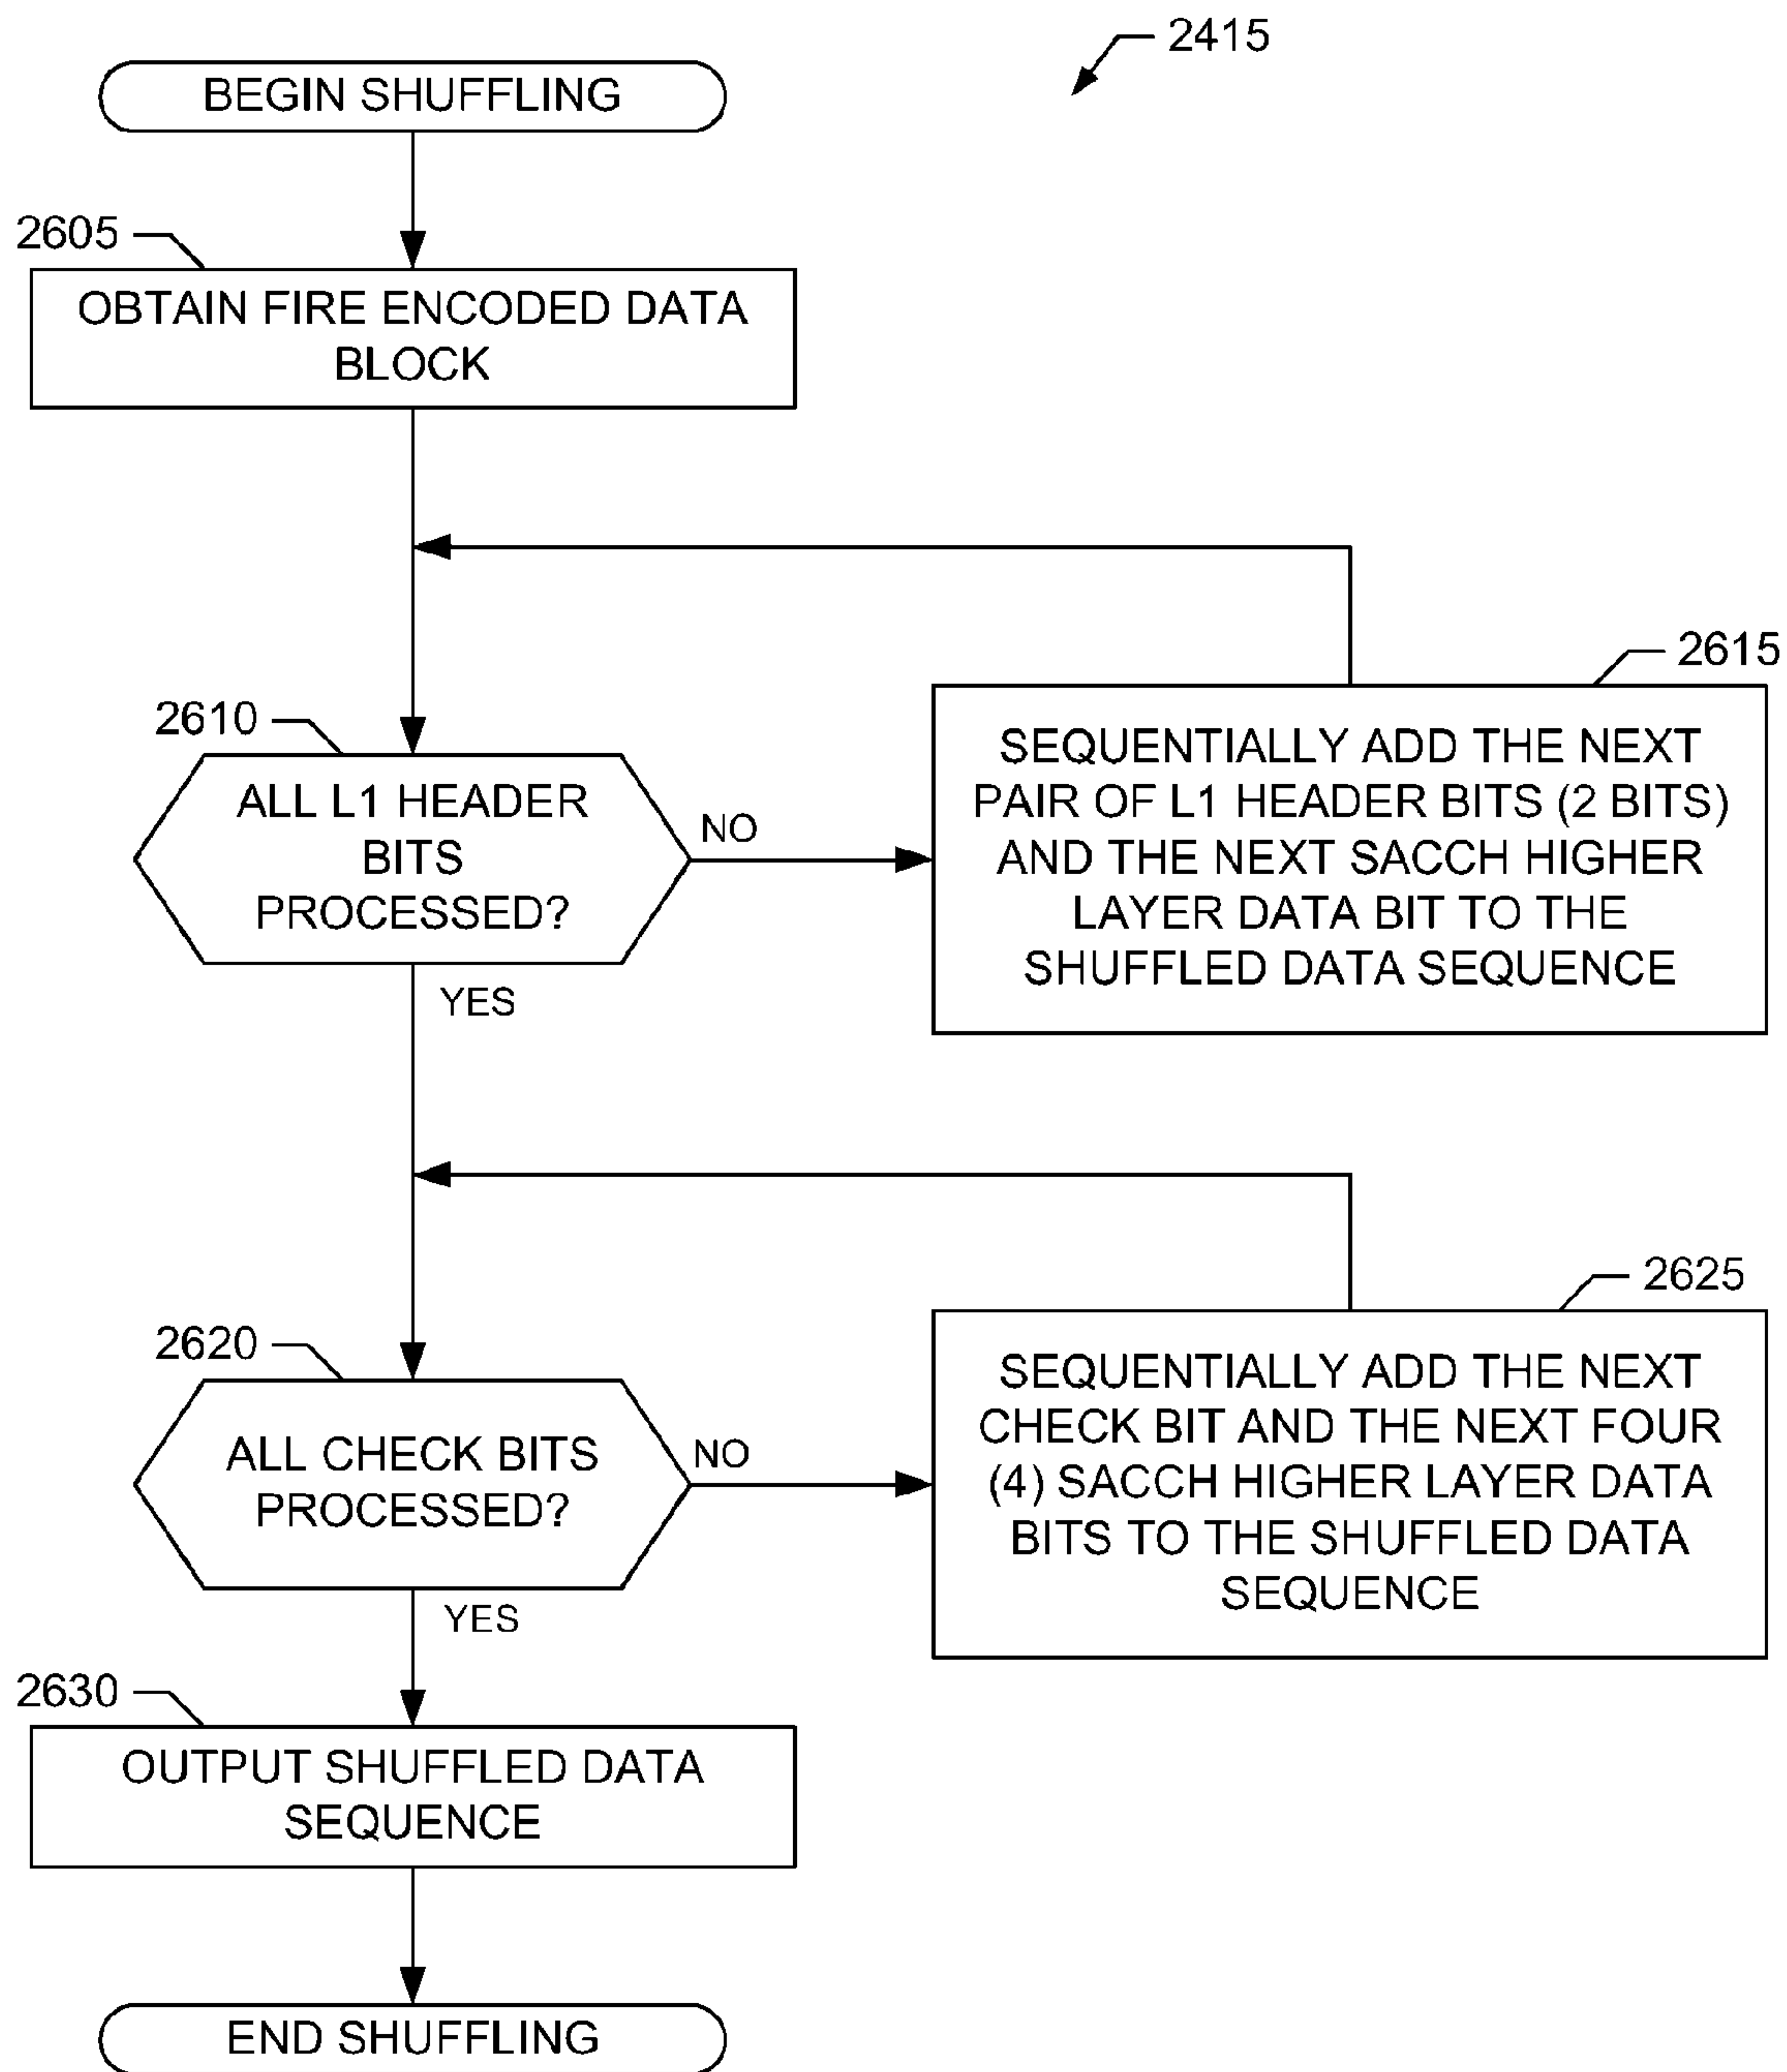 2415
BEGIN SHUFFLING
2605
OBTAIN FIRE ENCODED DATA
BLOCK
2610
ALL L1 HEADER
BITS
PROCESSED?
NO
YES
2615
SEQUENTIALLY ADD THE NEXT
PAIR OF L1 HEADER BITS (2 BITS)
AND THE NEXT SACCH HIGHER
LAYER DATA BIT TO THE
SHUFFLED DATA SEQUENCE
2620
ALL CHECK BITS
PROCESSED?
NO
YES
2625
SEQUENTIALLY ADD THE NEXT
CHECK BIT AND THE NEXT FOUR
(4) SACCH HIGHER LAYER DATA
BITS TO THE SHUFFLED DATA
SEQUENCE
2630
OUTPUT SHUFFLED DATA
SEQUENCE
END SHUFFLING